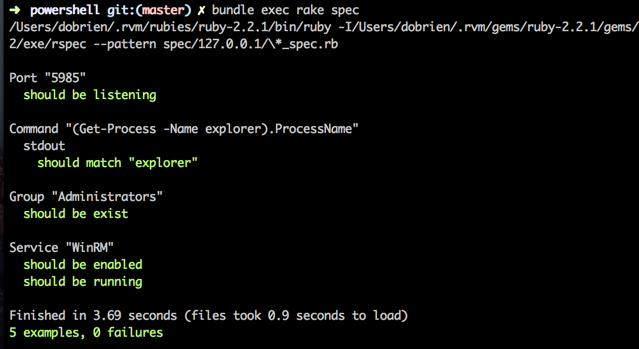 ➜  powershell git:(master) ✗ bundle exec rake spec
/Users/dobrien/.rvm/rubies/ruby-2.2.1/bin/ruby -I/Users/dobrien/.rvm/gems/ruby-2.2.1/gems/
2/exe/rspec --pattern spec/127.0.0.1/\*_spec.rb
Port "5985"
should be listening
Command "(Get-Process -Name explorer).ProcessName"
stdout
should match "explorer"
Group "Administrators"
should be exist
Service "WinRM"
should be enabled
should be running
Finished in 3.69 seconds (files took 0.9 seconds to load)
5 examples, 0 failures